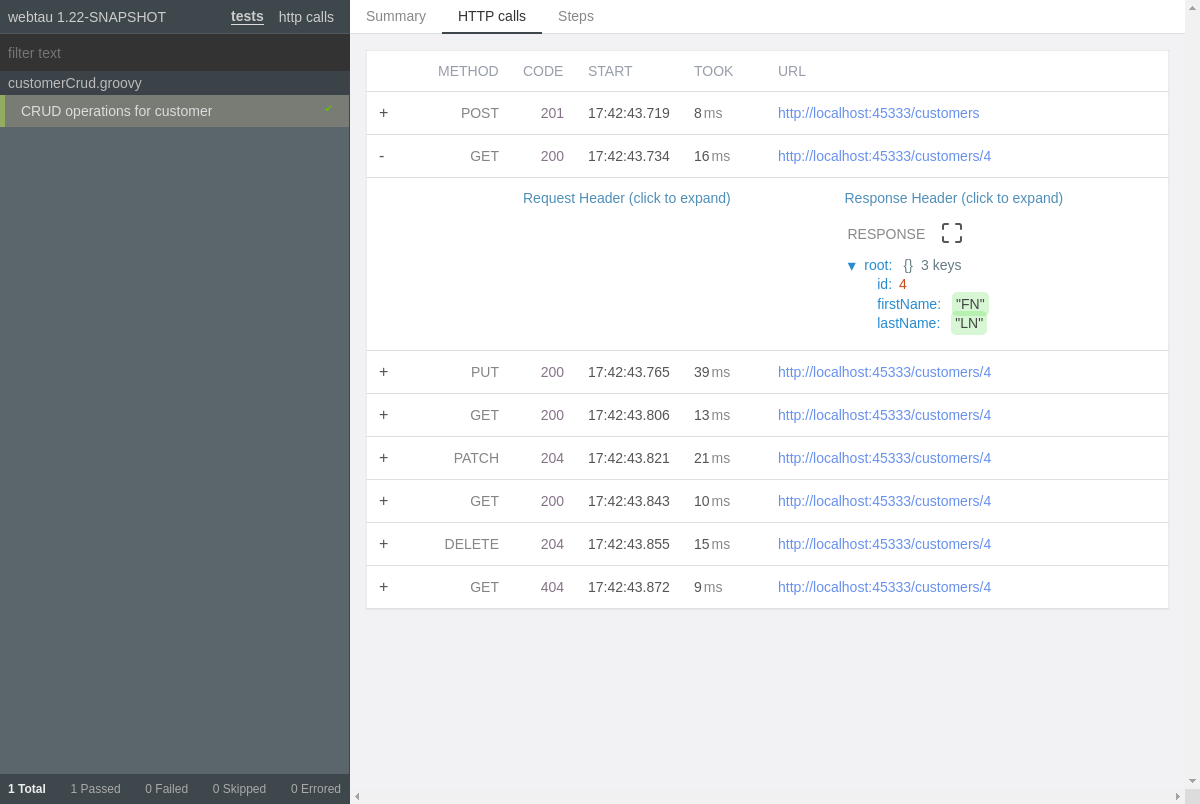 webtau 1.22-SNAPSHOT tests http calls
filter text
customerCrud.groovy
CRUD operations for customer ✔
1 Total 1 Passed 0 Failed 0 Skipped 0 Errored
Summary HTTP calls Steps
METHOD CODE START TOOK URL
+ POST 201 17:42:43.719 8 ms http://localhost:45333/customers
- GET 200 17:42:43.734 16 ms http://localhost:45333/customers/4
Request Header (click to expand) Response Header (click to expand)
RESPONSE
▼ root: {} 3 keys
id: 4
firstName: "FN"
lastName: "LN"
+ PUT 200 17:42:43.765 39 ms http://localhost:45333/customers/4
+ GET 200 17:42:43.806 13 ms http://localhost:45333/customers/4
+ PATCH 204 17:42:43.821 21 ms http://localhost:45333/customers/4
+ GET 200 17:42:43.843 10 ms http://localhost:45333/customers/4
+ DELETE 204 17:42:43.855 15 ms http://localhost:45333/customers/4
+ GET 404 17:42:43.872 9 ms http://localhost:45333/customers/4